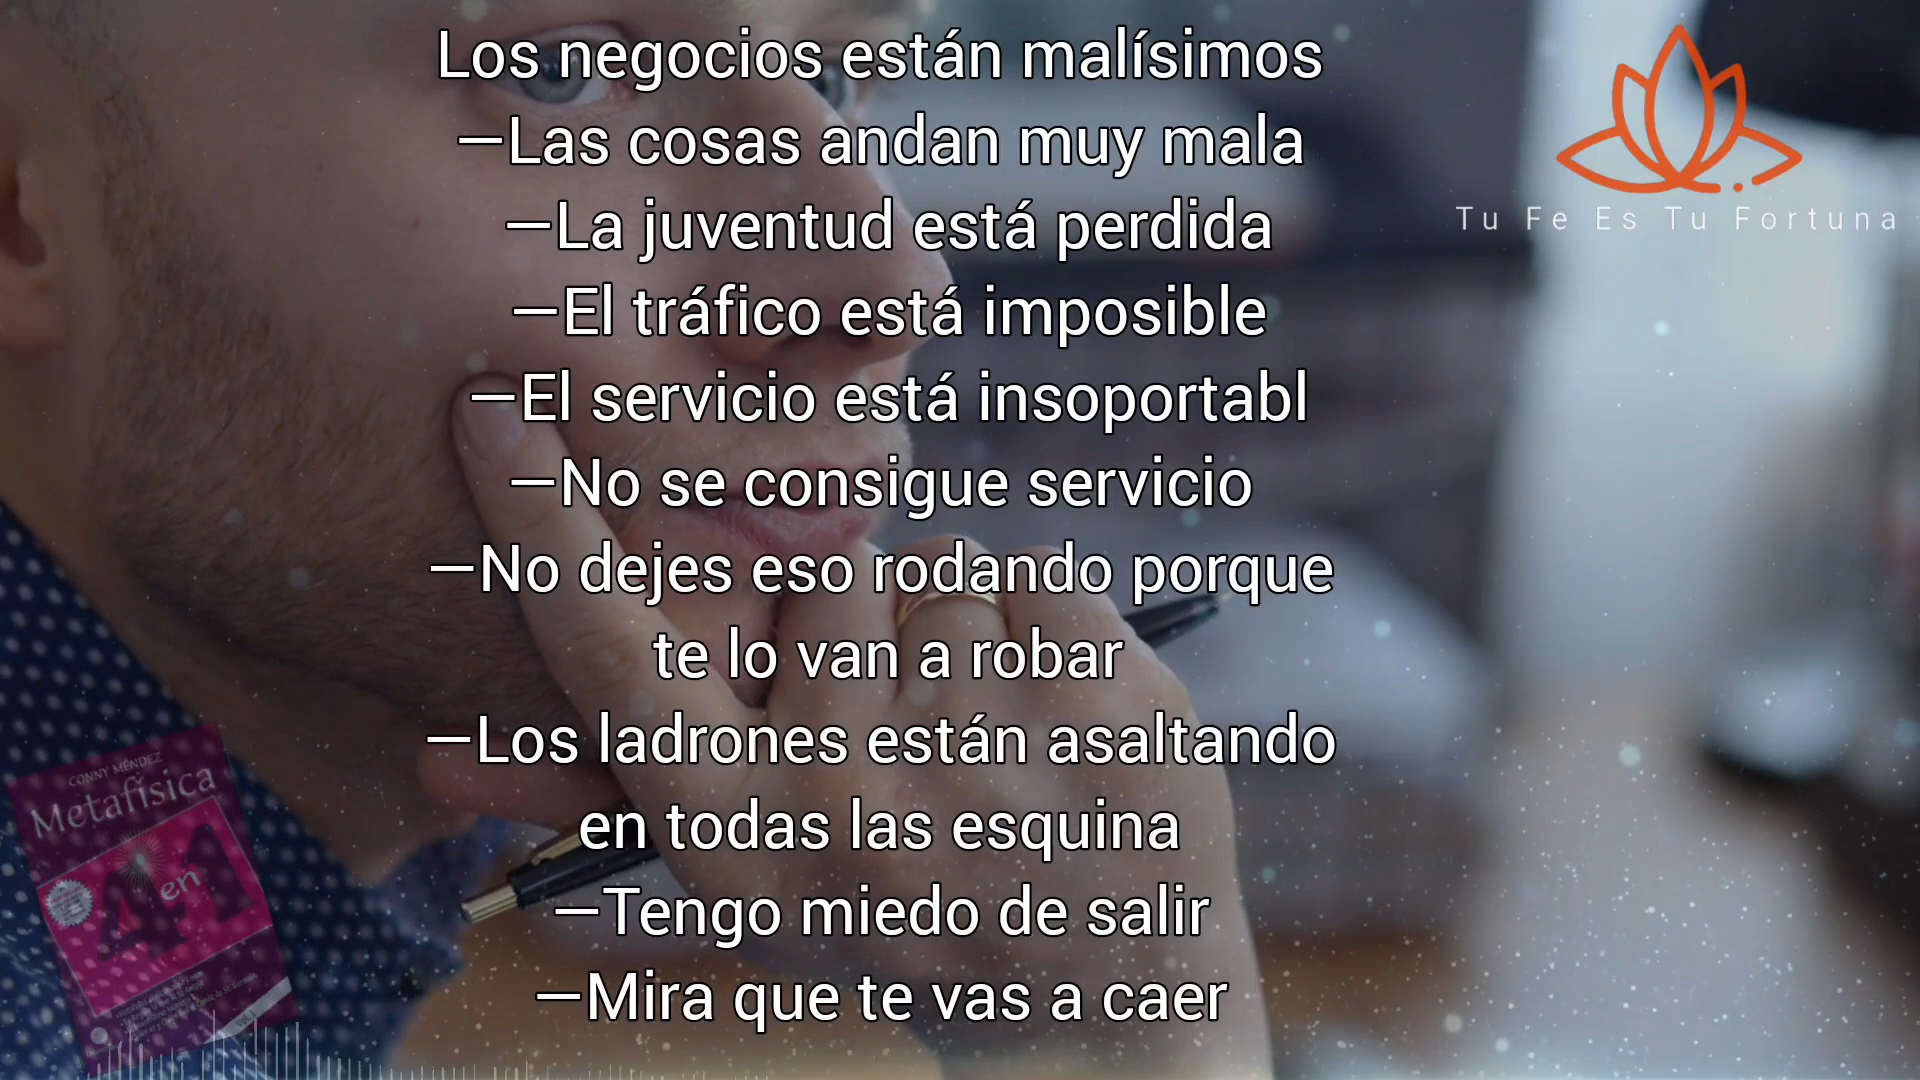 Los negocios están malísimos
—Las cosas andan muy mala
—La juventud está perdida
—El tráfico está imposible
—El servicio está insoportabl
—No se consigue servicio
—No dejes eso rodando porque
te lo van a robar
—Los ladrones están asaltando
en todas las esquina
—Tengo miedo de salir
—Mira que te vas a caer
Tu Fe Es Tu Fortuna
CONNY MÉNDEZ
Metafísica
4 en 1